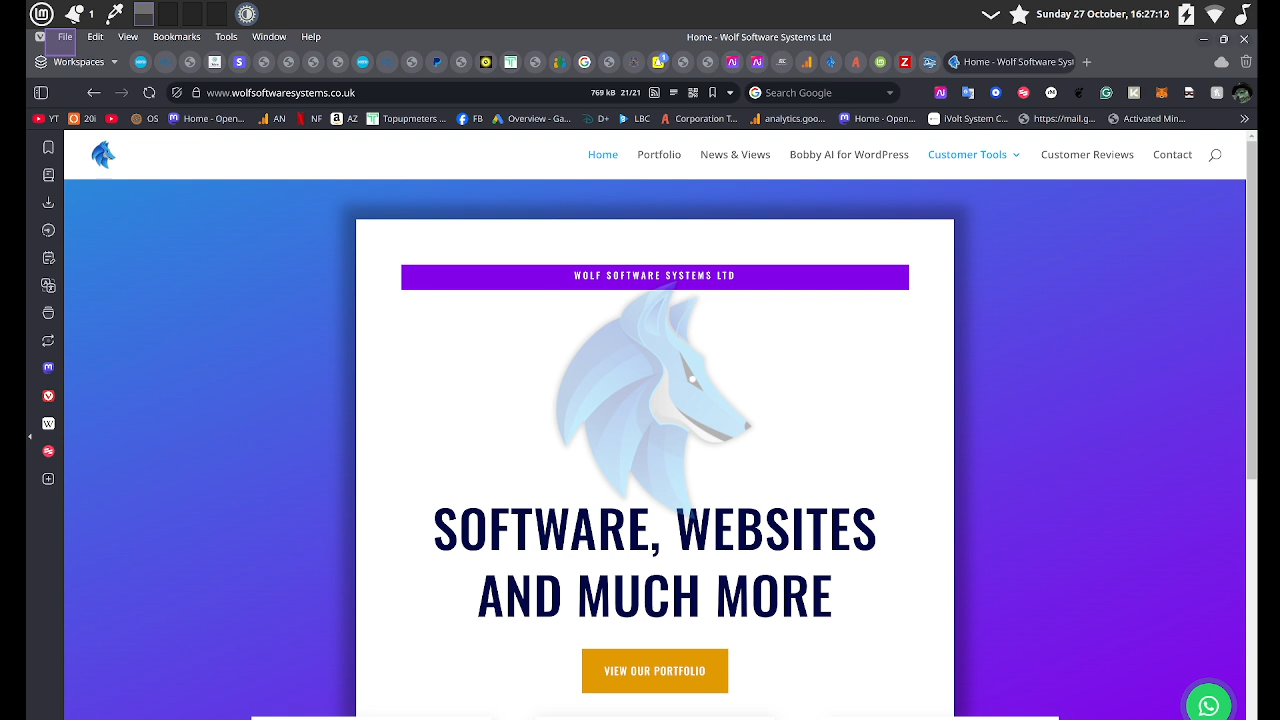 1
Sunday 27 October, 16:27:12
File Edit View Bookmarks Tools Window Help
Home - Wolf Software Systems Ltd
Workspaces
Home - Wolf Software Syst
www.wolfsoftwaresystems.co.uk
769 kB 21/21
Search Google
YT 20i OS Home - Open... AN NF AZ Topupmeters ... FB Overview - Ga... D+ LBC Corporation T... analytics.goo... Home - Open... Volt System C... https://mail.g... Activated Min...
Home Portfolio News & Views Bobby AI for WordPress Customer Tools Customer Reviews Contact
WOLF SOFTWARE SYSTEMS LTD
SOFTWARE, WEBSITES
AND MUCH MORE
VIEW OUR PORTFOLIO